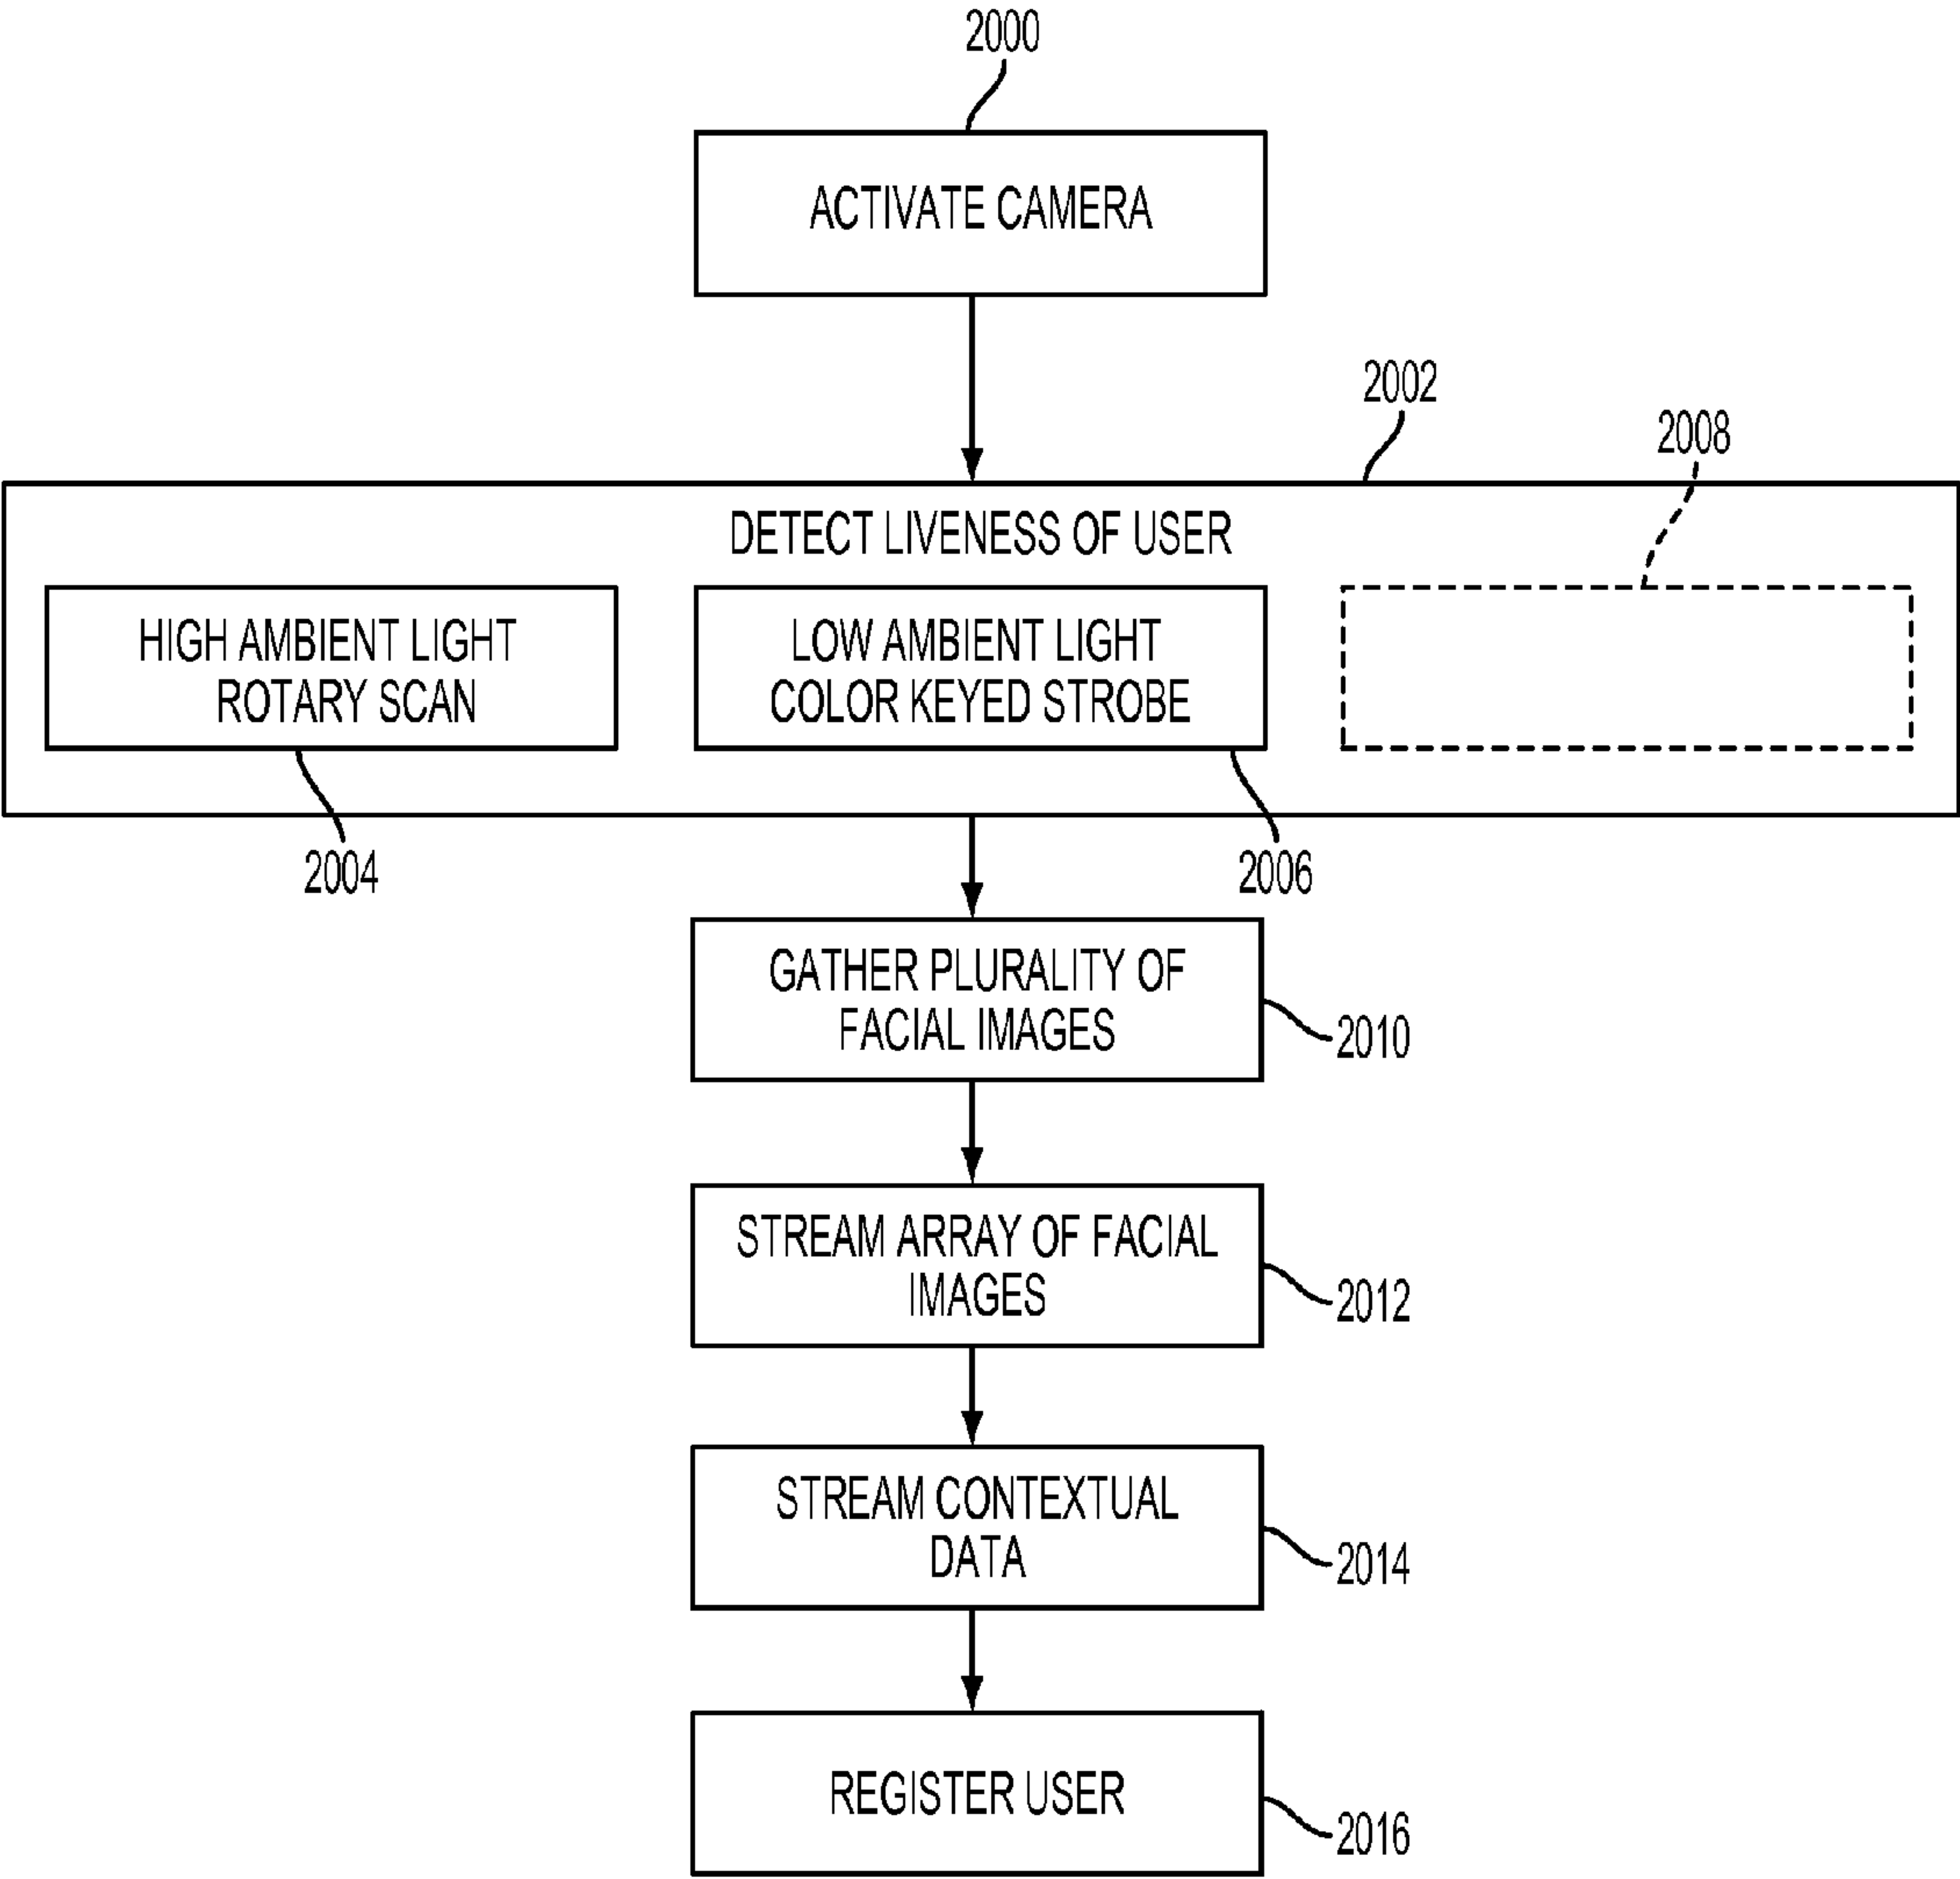 2000
ACTIVATE CAMERA
2002
2008
DETECT LIVENESS OF USER
HIGH AMBIENT LIGHT
ROTARY SCAN
LOW AMBIENT LIGHT
COLOR KEYED STROBE
2004
2006
GATHER PLURALITY OF
FACIAL IMAGES
2010
STREAM ARRAY OF FACIAL
IMAGES
2012
STREAM CONTEXTUAL
DATA
2014
REGISTER USER
2016